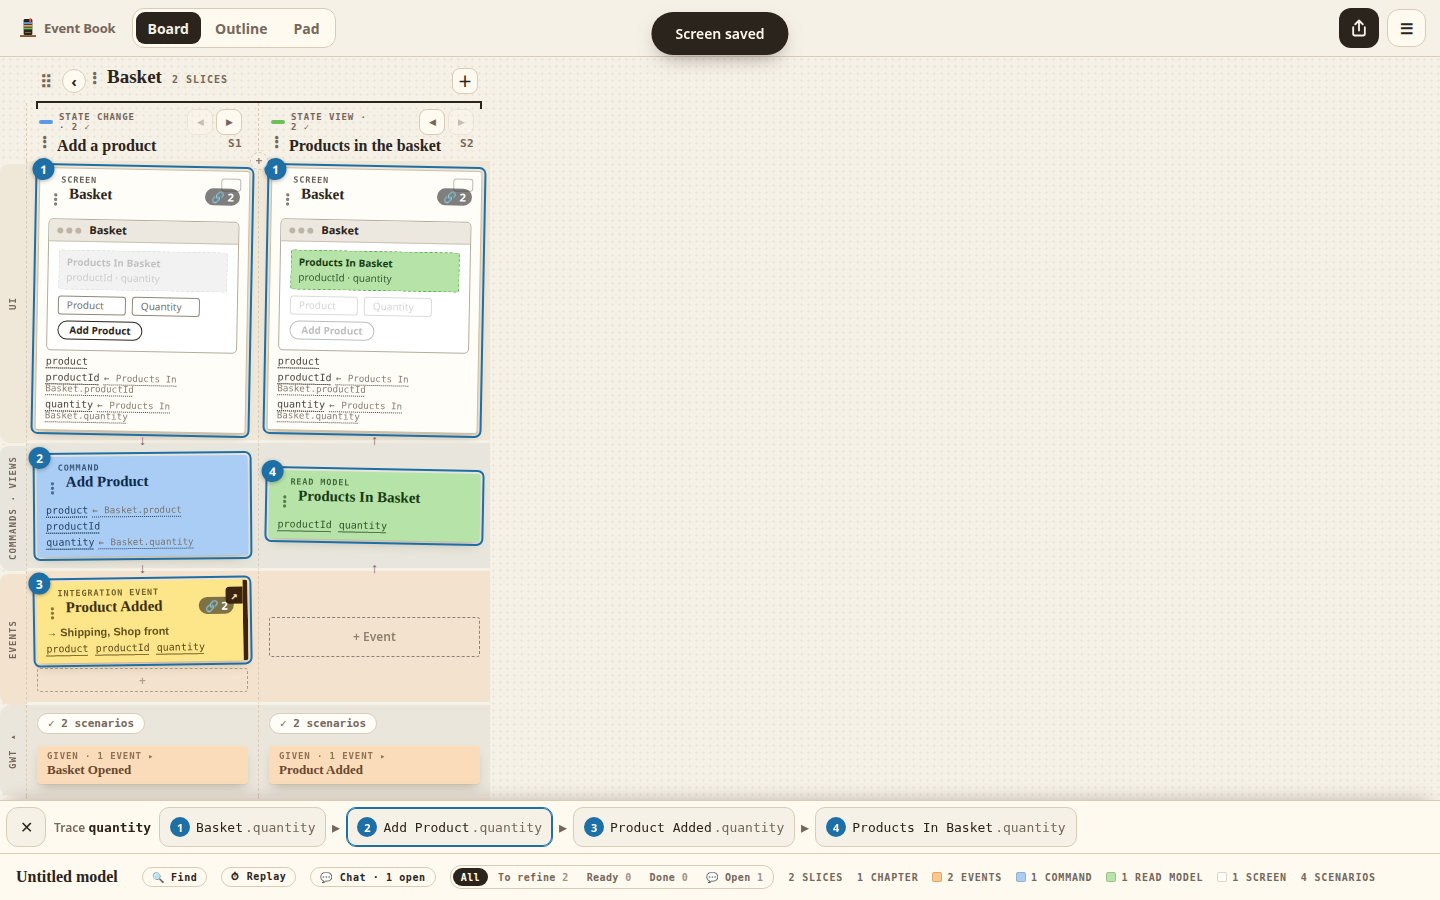 Event Book
Board
Outline
Pad
Screen saved
Basket 2 SLICES
STATE CHANGE · 2 ✓
Add a product S1
STATE VIEW · 2 ✓
Products in the basket S2
UI
1
SCREEN
Basket
🔗 2
Basket
Products In Basket
productId · quantity
Product
Quantity
Add Product
product
productId ← Products In
Basket.productId
quantity ← Products In
Basket.quantity
1
SCREEN
Basket
🔗 2
Basket
Products In Basket
productId · quantity
Product
Quantity
Add Product
product
productId ← Products In
Basket.productId
quantity ← Products In
Basket.quantity
COMMANDS · VIEWS
2
COMMAND
Add Product
product ← Basket.product
productId
quantity ← Basket.quantity
4
READ MODEL
Products In Basket
productId quantity
EVENTS
3
INTEGRATION EVENT
Product Added
🔗 2
→ Shipping, Shop front
product productId quantity
+
+ Event
GWT
✓ 2 scenarios
GIVEN · 1 EVENT ▸
Basket Opened
✓ 2 scenarios
GIVEN · 1 EVENT ▸
Product Added
✕ Trace quantity 1 Basket.quantity ▶ 2 Add Product.quantity ▶ 3 Product Added.quantity ▶ 4 Products In Basket.quantity
Untitled model 🔍 Find ⏱ Replay 💬 Chat · 1 open All To refine 2 Ready 0 Done 0 💬 Open 1 2 SLICES 1 CHAPTER 2 EVENTS 1 COMMAND 1 READ MODEL 1 SCREEN 4 SCENARIOS